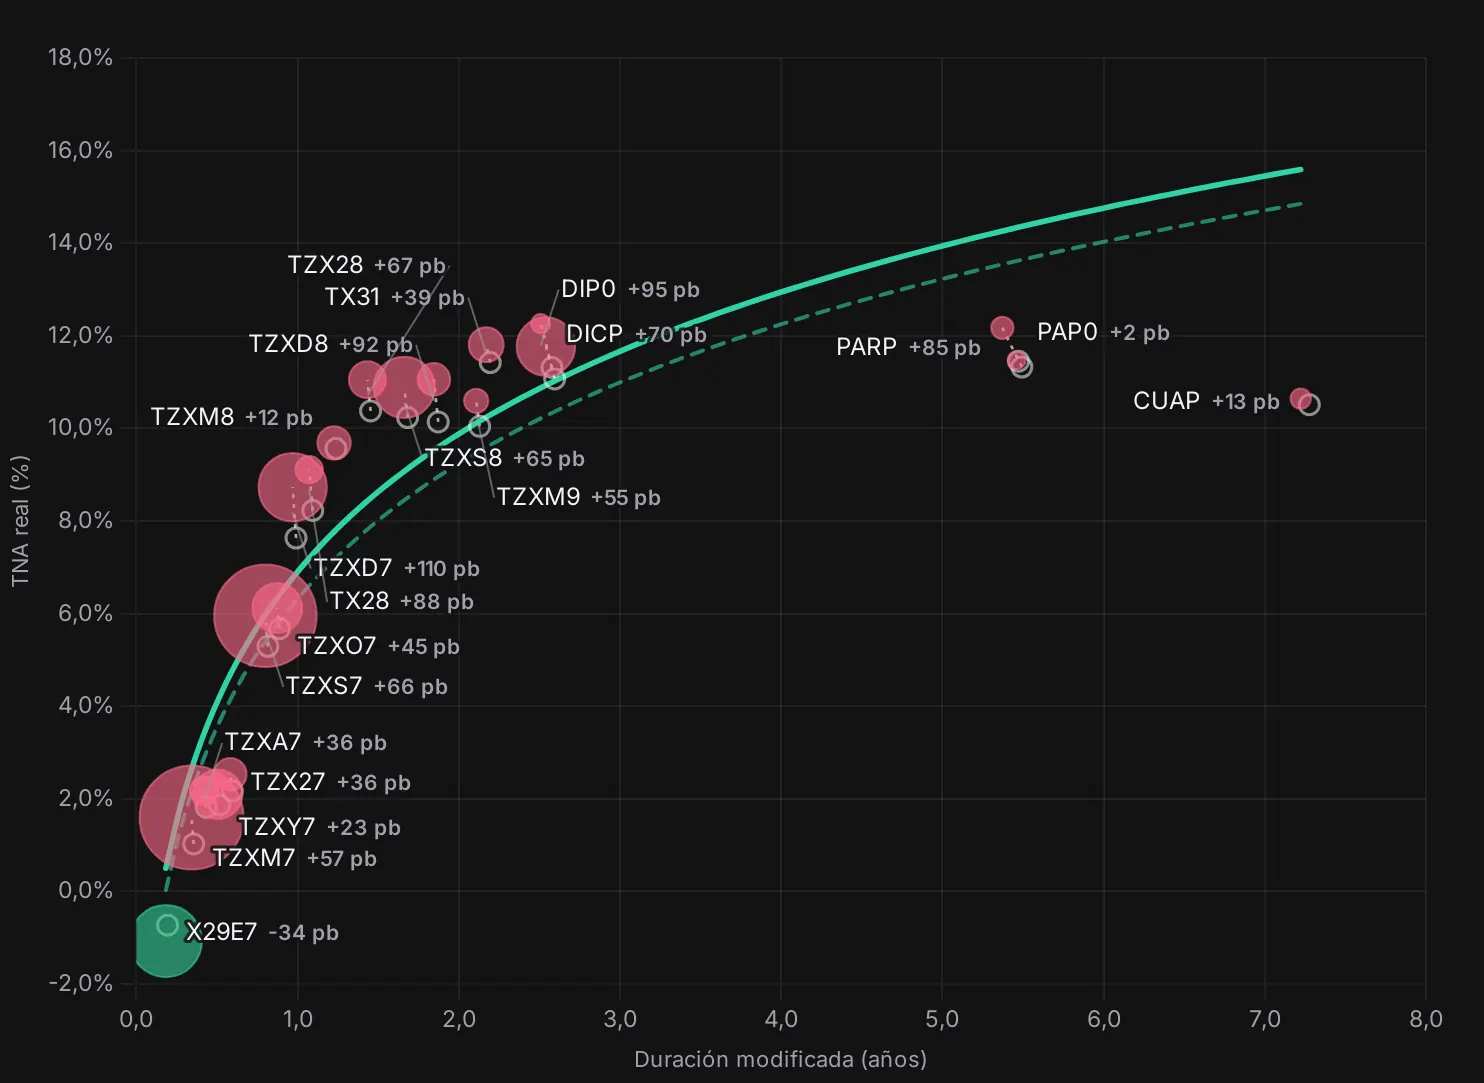 18,0%
16,0%
14,0%
TZX28 +67 pb
DIP0 +95 pb
TX31 +39 pb
12,0%
DICP +70 pb
PAP0 +2 pb
TZXD8 +92 pb
PARP +85 pb
CUAP +13 pb
TZXM8 +12 pb
10,0%
TZXS8 +65 pb
TZXM9 +55 pb
8,0%
TNA real (%)
TZXD7 +110 pb
TX28 +88 pb
6,0%
TZXO7 +45 pb
TZXS7 +66 pb
4,0%
TZXA7 +36 pb
TZX27 +36 pb
2,0%
TZXY7 +23 pb
TZXM7 +57 pb
0,0%
X29E7 -34 pb
-2,0%
0,0 1,0 2,0 3,0 4,0 5,0 6,0 7,0 8,0
Duración modificada (años)